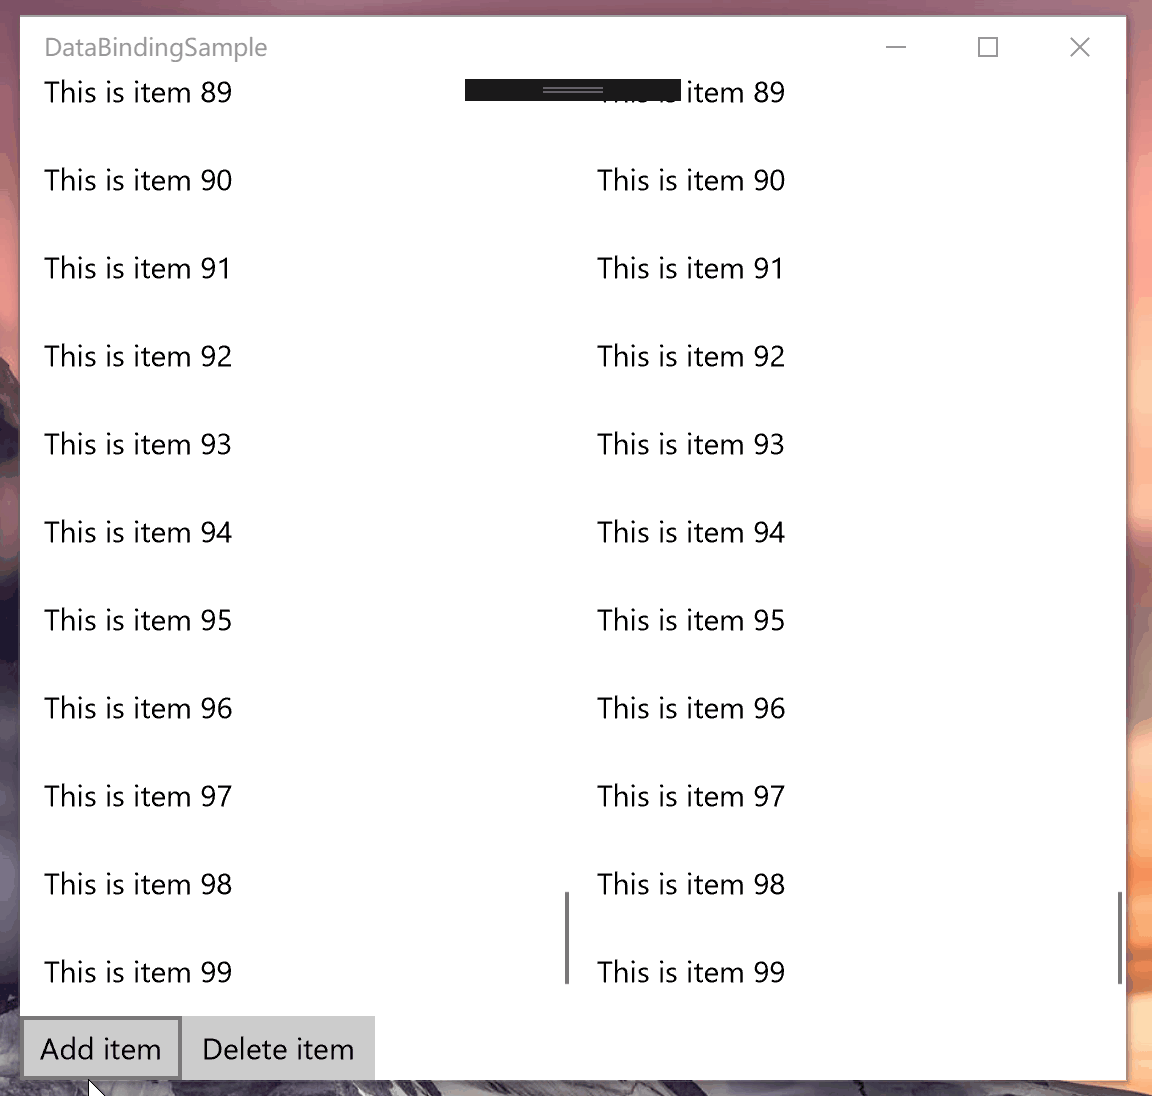 DataBindingSample
This is item 89
item 89
This is item 90
This is item 90
This is item 91
This is item 91
This is item 92
This is item 92
This is item 93
This is item 93
This is item 94
This is item 94
This is item 95
This is item 95
This is item 96
This is item 96
This is item 97
This is item 97
This is item 98
This is item 98
This is item 99
This is item 99
Add item
Delete item